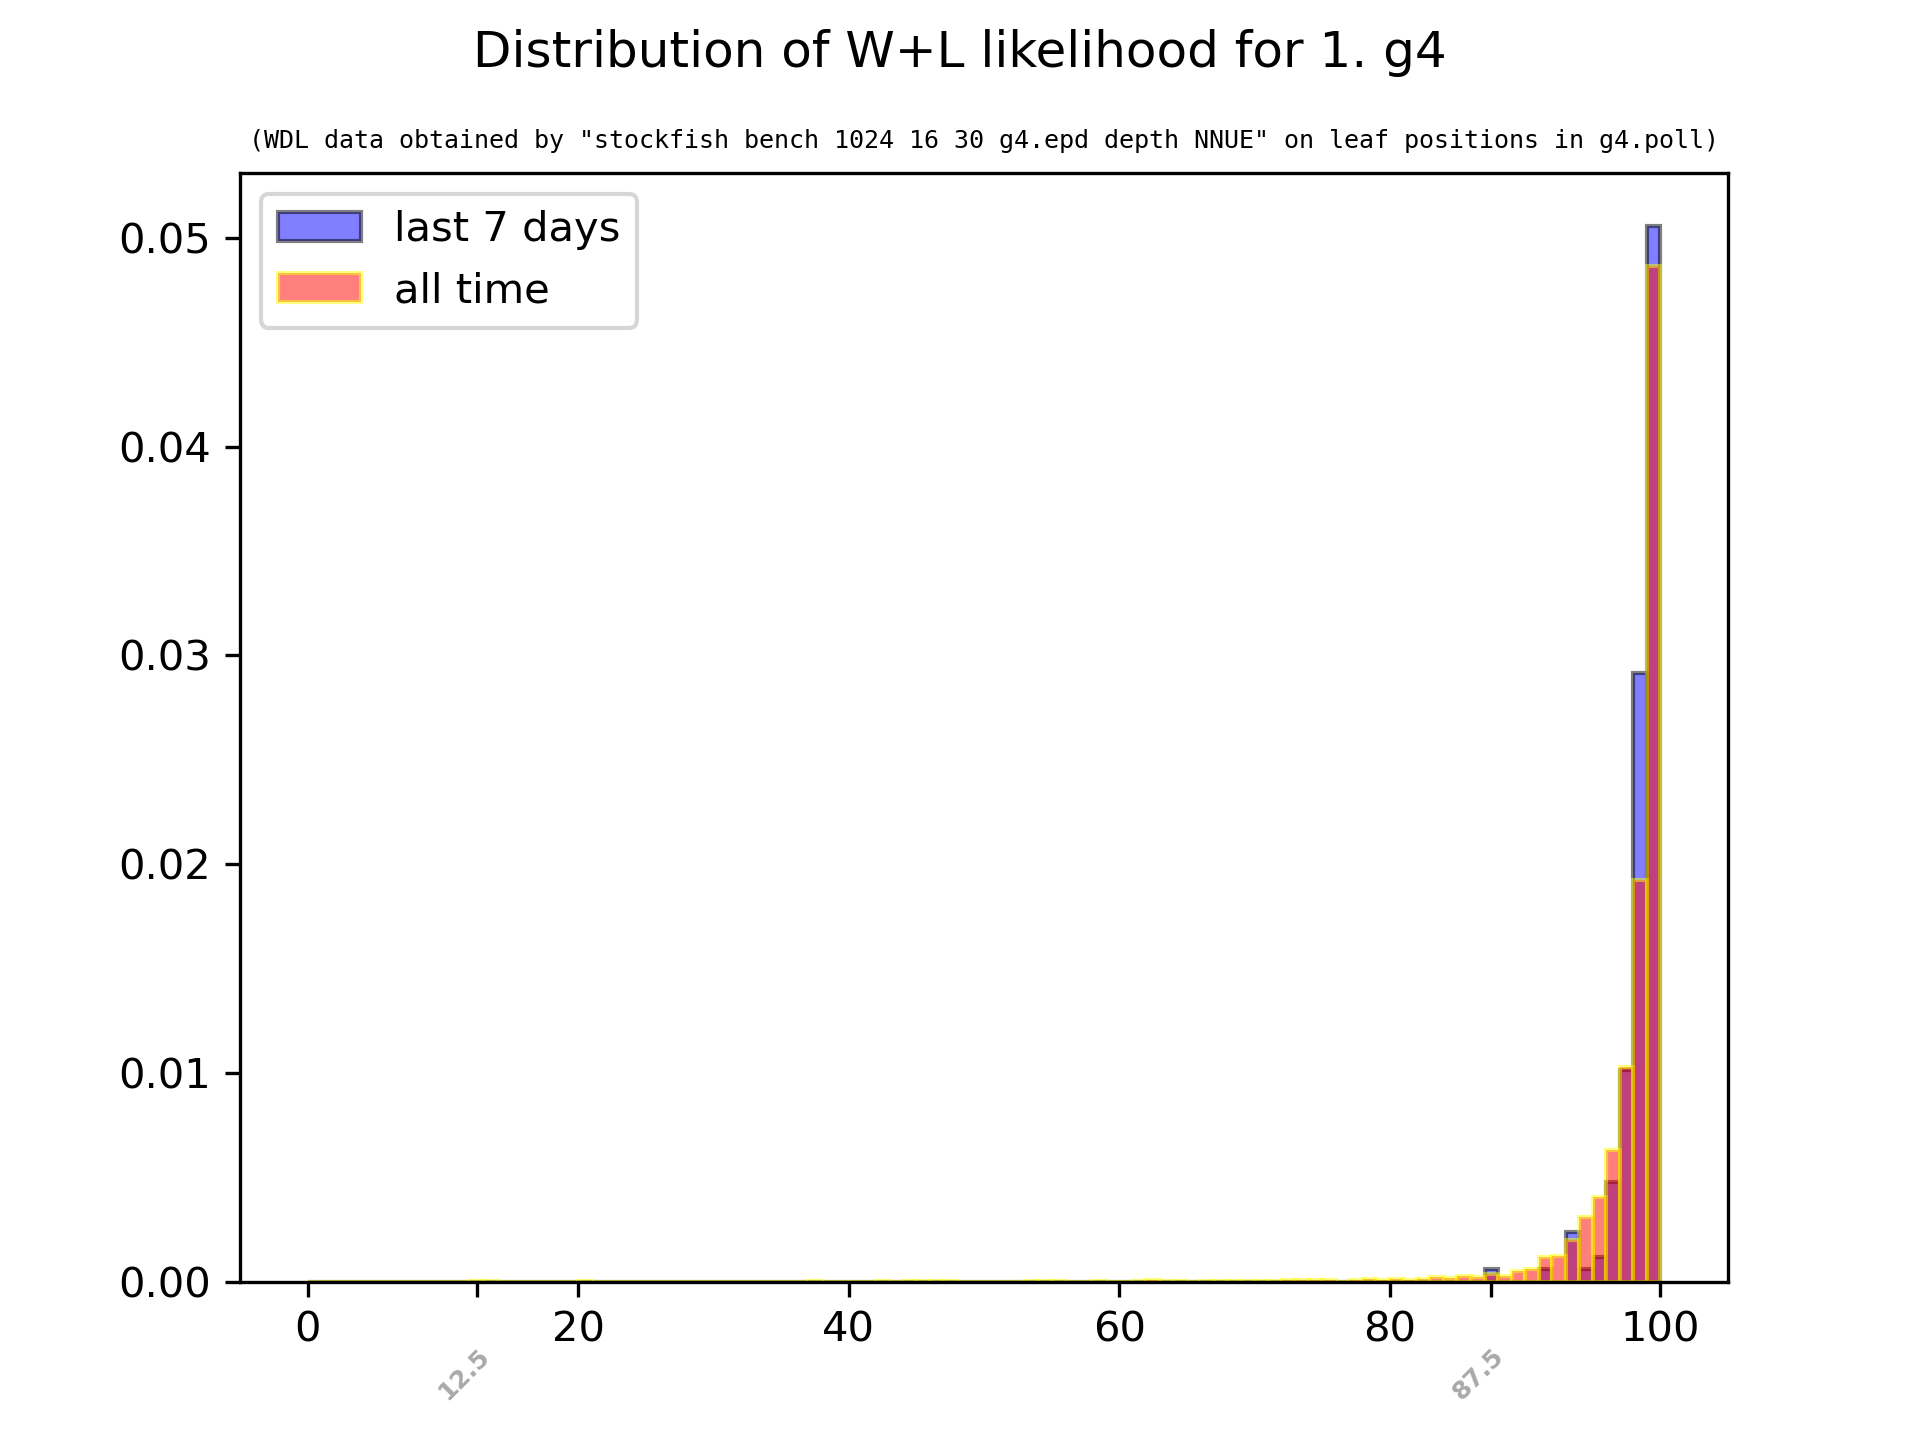 Distribution of W+L likelihood for 1. g4
(WDL data obtained by "stockfish bench 1024 16 30 g4.epd depth NNUE" on leaf positions in g4.poll)
last 7 days
all time
0.05
0.04
0.03
0.02
0.01
0.00
0 20 40 60 80 100
12.5 87.5